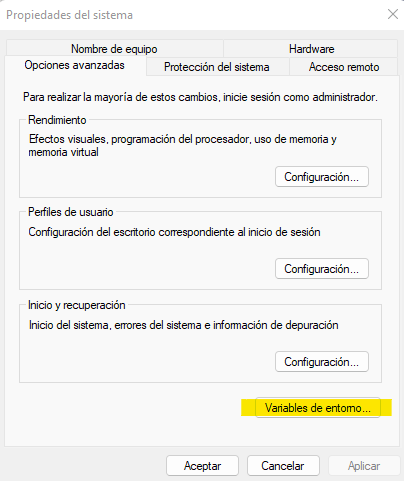 Propiedades del sistema
Nombre de equipo
Hardware
Opciones avanzadas
Protección del sistema
Acceso remoto
Para realizar la mayoría de estos cambios, inicie sesión como administrador.
Rendimiento
Efectos visuales, programación del procesador, uso de memoria y
memoria virtual
Configuración...
Perfiles de usuario
Configuración del escritorio correspondiente al inicio de sesión
Configuración...
Inicio y recuperación
Inicio del sistema, errores del sistema e información de depuración
Configuración...
Variables de entorno...
Aceptar
Cancelar
Aplicar